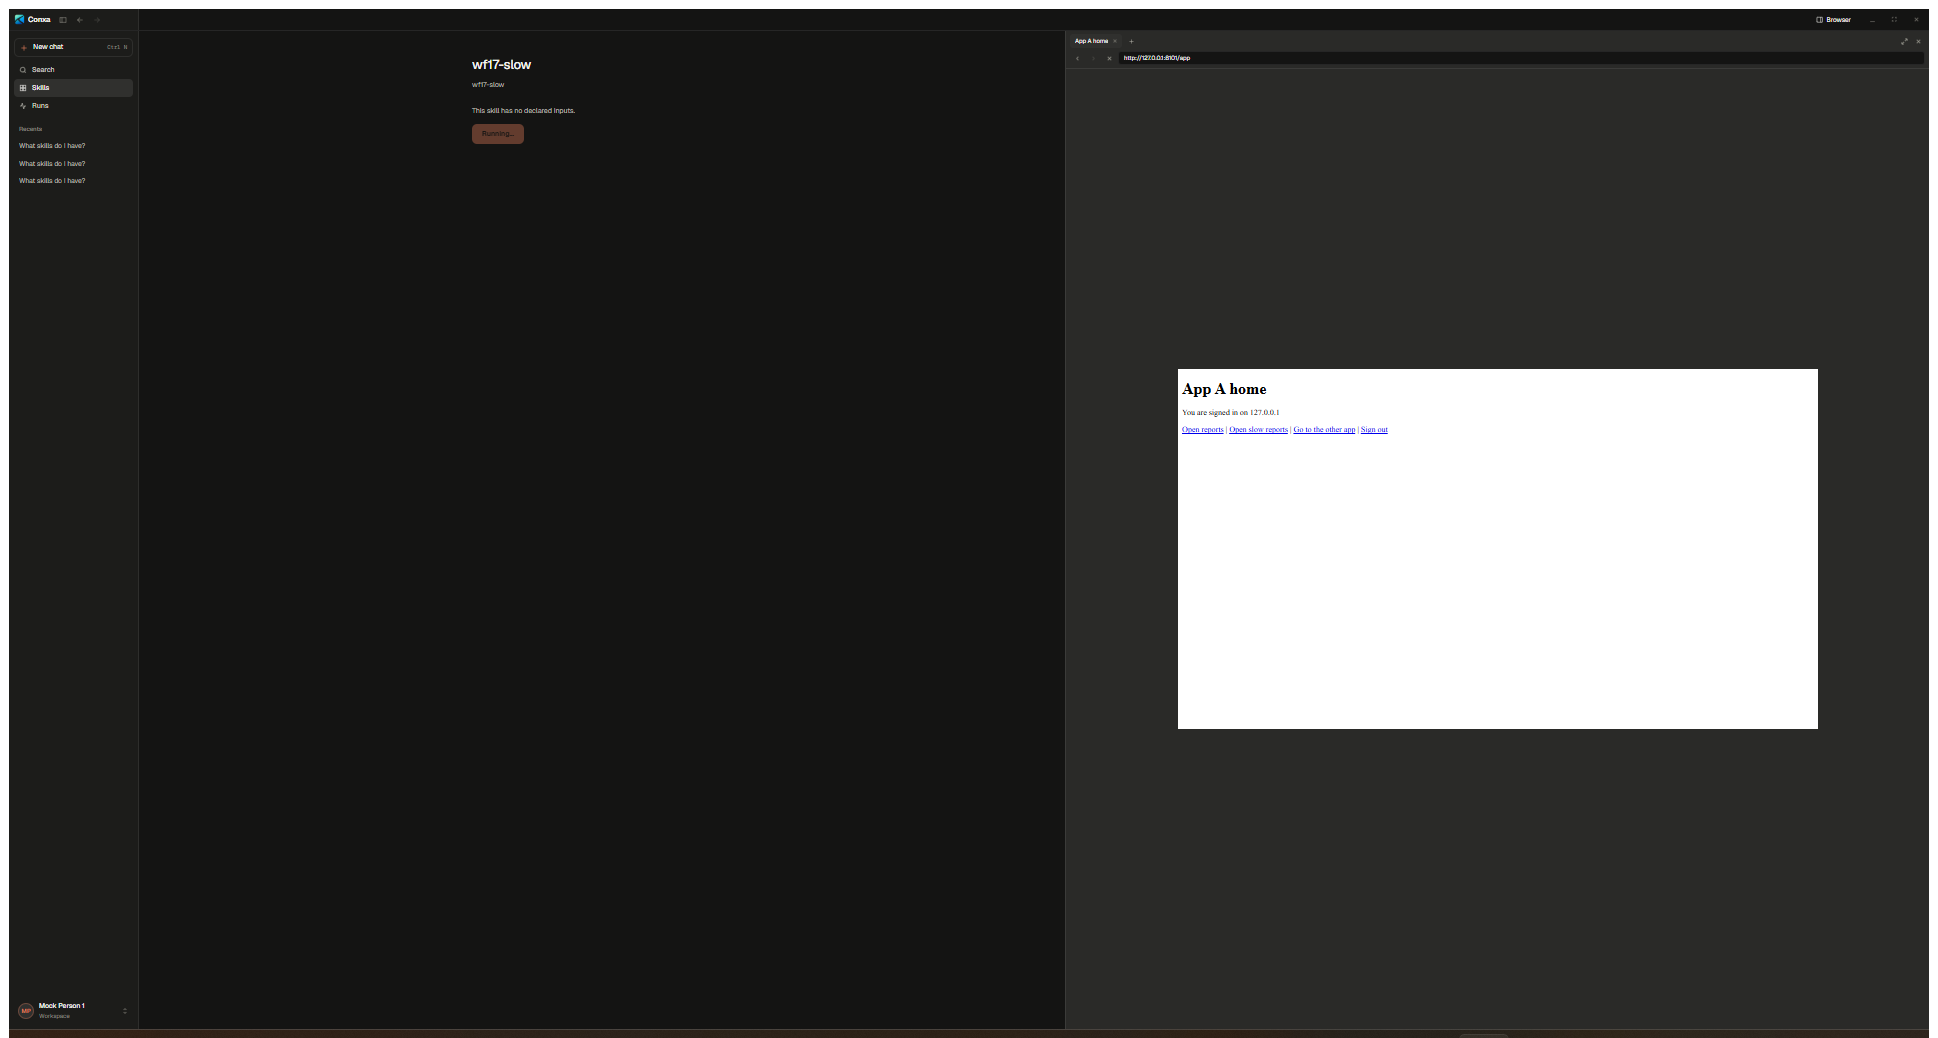 Conxa
Browser
New chat
Ctrl N
Search
Skills
Runs
Recents
What skills do I have?
What skills do I have?
What skills do I have?
Mock Person 1
Workspace
MP
wf17-slow
wf17-slow
This skill has no declared inputs.
Running...
App A home
http://127.0.0.1:8101/app
App A home
You are signed in on 127.0.0.1
Open reports | Open slow reports | Go to the other app | Sign out